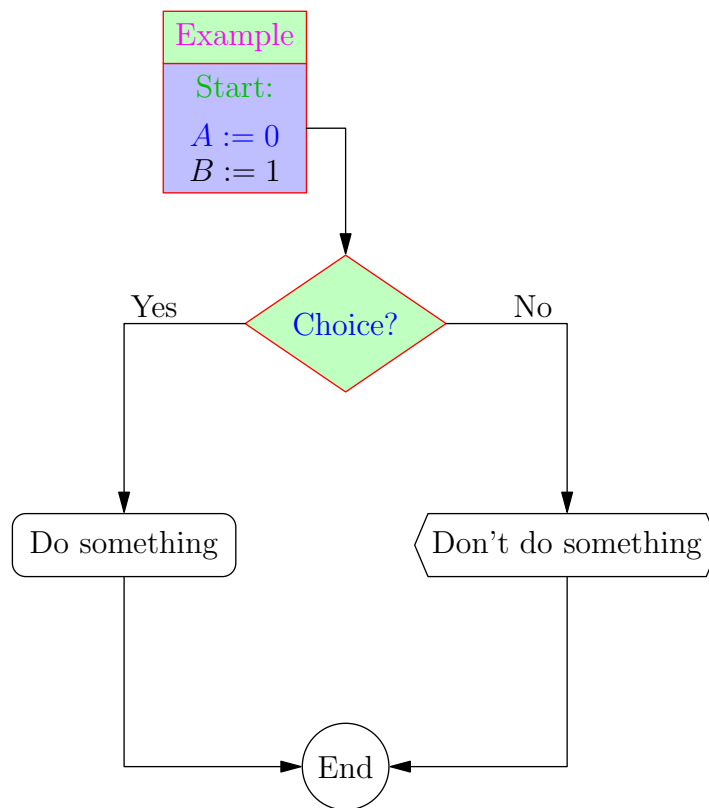 Example
Start:
A := 0
B := 1
Choice?
Yes
No
Do something
Don't do something
End